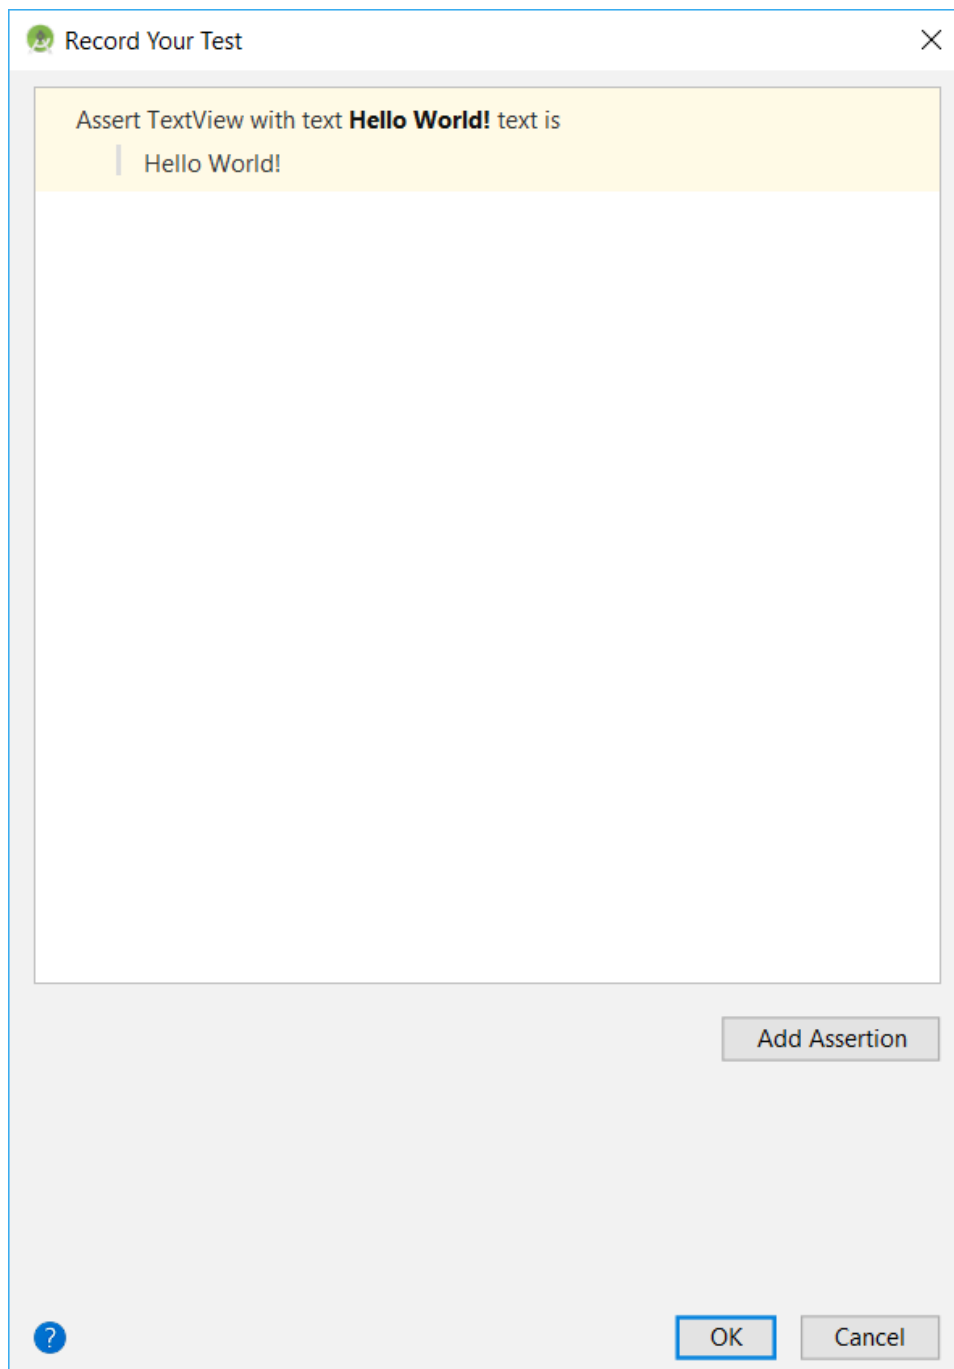 Record Your Test
Assert TextView with text Hello World! text is
Hello World!
Add Assertion
?
OK
Cancel